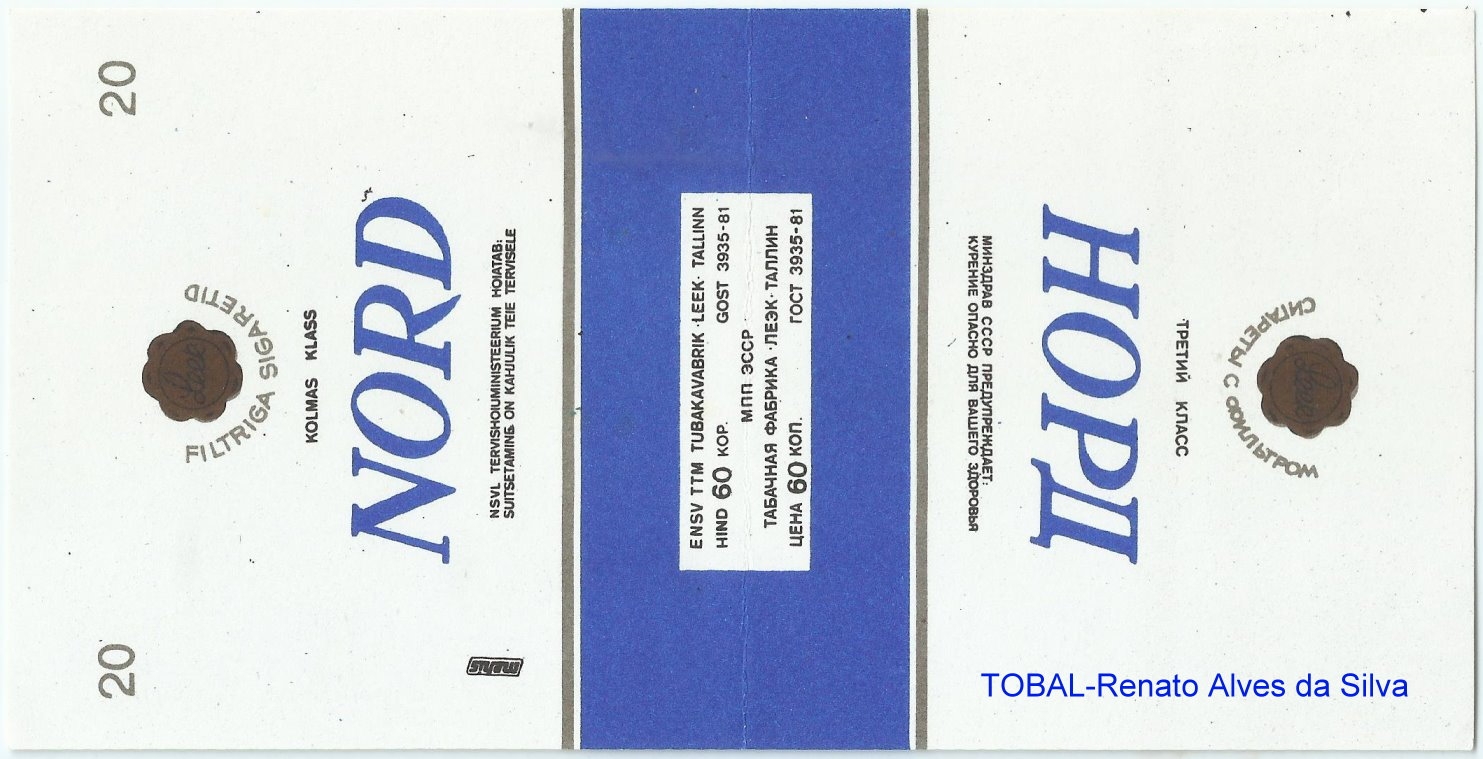 20
20
FILTRIGA SIGARETID
Leek
KOLMAS KLASS
NORD
NSVL TERVISHOIUMINISTEERIUM HOIATAB:
SUITSETAMINE ON KAHJULIK TEIE TERVISELE
ENSV TTM TUBAKAVABRIK ·LEEK· TALLINN
HIND 60 KOP. GOST 3935-81
МПП ЭССР
ТАБАЧНАЯ ФАБРИКА ·ЛЕЭК· ТАЛЛИН
ЦЕНА 60 КОП. ГОСТ 3935-81
МИНЗДРАВ СССР ПРЕДУПРЕЖДАЕТ:
КУРЕНИЕ ОПАСНО ДЛЯ ВАШЕГО ЗДОРОВЬЯ
НОРД
ТРЕТИЙ КЛАСС
Leek
СИГАРЕТЫ С ФИЛЬТРОМ
TOBAL-Renato Alves da Silva